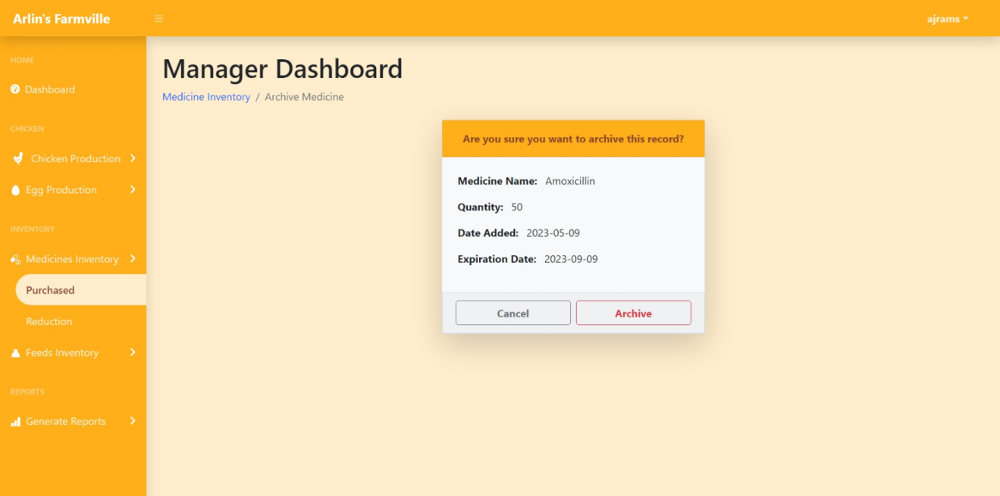 Arlin's Farmville
ajrams
HOME
Dashboard
CHICKEN
Chicken Production
Egg Production
INVENTORY
Medicines Inventory
Purchased
Reduction
Feeds Inventory
REPORTS
Generate Reports
Manager Dashboard
Medicine Inventory / Archive Medicine
Are you sure you want to archive this record?
Medicine Name: Amoxicillin
Quantity: 50
Date Added: 2023-05-09
Expiration Date: 2023-09-09
Cancel Archive